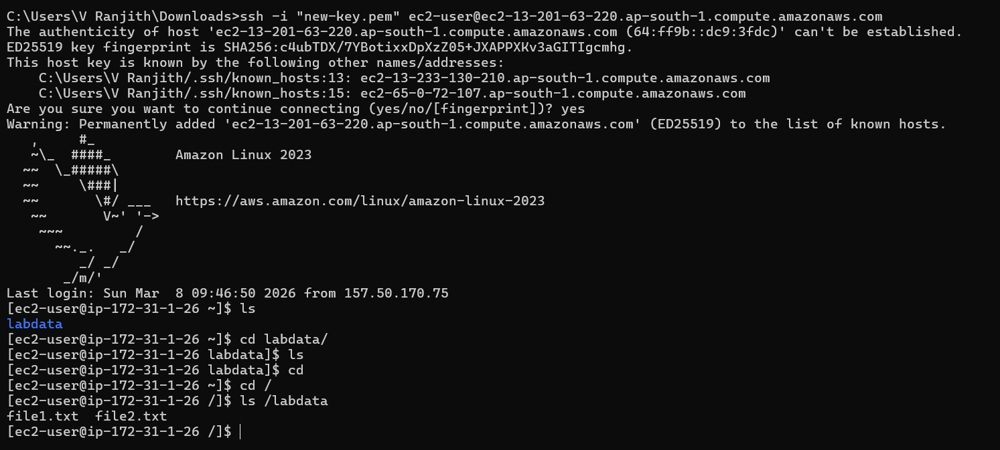 C:\Users\V Ranjith\Downloads>ssh -i "new-key.pem" ec2-user@ec2-13-201-63-220.ap-south-1.compute.amazonaws.com
The authenticity of host 'ec2-13-201-63-220.ap-south-1.compute.amazonaws.com (64:ff9b::dc9:3fdc)' can't be established.
ED25519 key fingerprint is SHA256:c4ubTDX/7YBotixxDpXzZ05+JXAPPXKv3aGITIgcmhg.
This host key is known by the following other names/addresses:
    C:\Users\V Ranjith/.ssh/known_hosts:13: ec2-13-233-130-210.ap-south-1.compute.amazonaws.com
    C:\Users\V Ranjith/.ssh/known_hosts:15: ec2-65-0-72-107.ap-south-1.compute.amazonaws.com
Are you sure you want to continue connecting (yes/no/[fingerprint])? yes
Warning: Permanently added 'ec2-13-201-63-220.ap-south-1.compute.amazonaws.com' (ED25519) to the list of known hosts.
   ,     #_
   ~\_  ####_        Amazon Linux 2023
  ~~  \_#####\
  ~~     \###|
  ~~       \#/ ___   https://aws.amazon.com/linux/amazon-linux-2023
   ~~       V~' '->
    ~~~         /
      ~~._.   _/
         _/ _/
       _/m/'
Last login: Sun Mar  8 09:46:50 2026 from 157.50.170.75
[ec2-user@ip-172-31-1-26 ~]$ ls
labdata
[ec2-user@ip-172-31-1-26 ~]$ cd labdata/
[ec2-user@ip-172-31-1-26 labdata]$ ls
[ec2-user@ip-172-31-1-26 labdata]$ cd
[ec2-user@ip-172-31-1-26 ~]$ cd /
[ec2-user@ip-172-31-1-26 /]$ ls /labdata
file1.txt  file2.txt
[ec2-user@ip-172-31-1-26 /]$